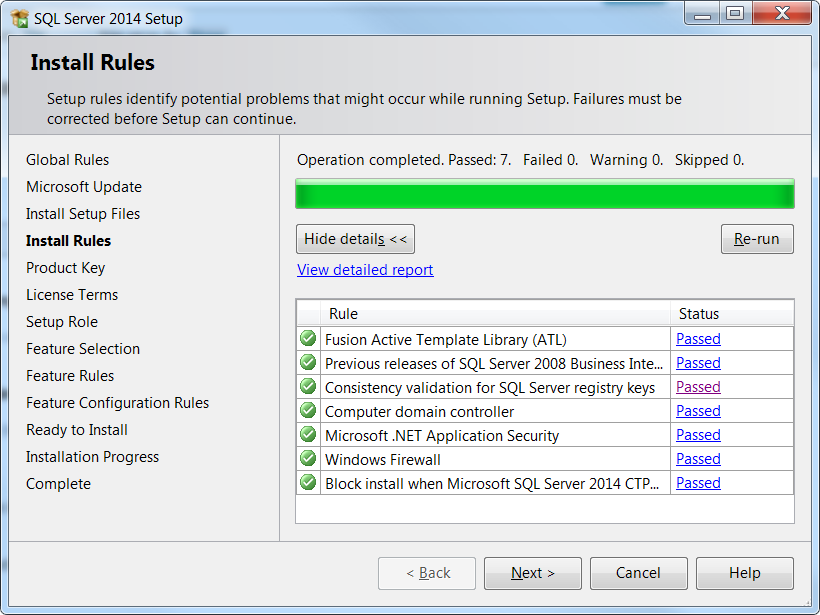 SQL Server 2014 Setup
Install Rules
Setup rules identify potential problems that might occur while running Setup. Failures must be
corrected before Setup can continue.
Global Rules
Microsoft Update
Install Setup Files
Install Rules
Product Key
License Terms
Setup Role
Feature Selection
Feature Rules
Feature Configuration Rules
Ready to Install
Installation Progress
Complete
Operation completed. Passed: 7.   Failed 0.   Warning 0.   Skipped 0.
Hide details <<
Re-run
View detailed report
Rule Status
Fusion Active Template Library (ATL) Passed
Previous releases of SQL Server 2008 Business Inte... Passed
Consistency validation for SQL Server registry keys Passed
Computer domain controller Passed
Microsoft .NET Application Security Passed
Windows Firewall Passed
Block install when Microsoft SQL Server 2014 CTP... Passed
< Back Next > Cancel Help